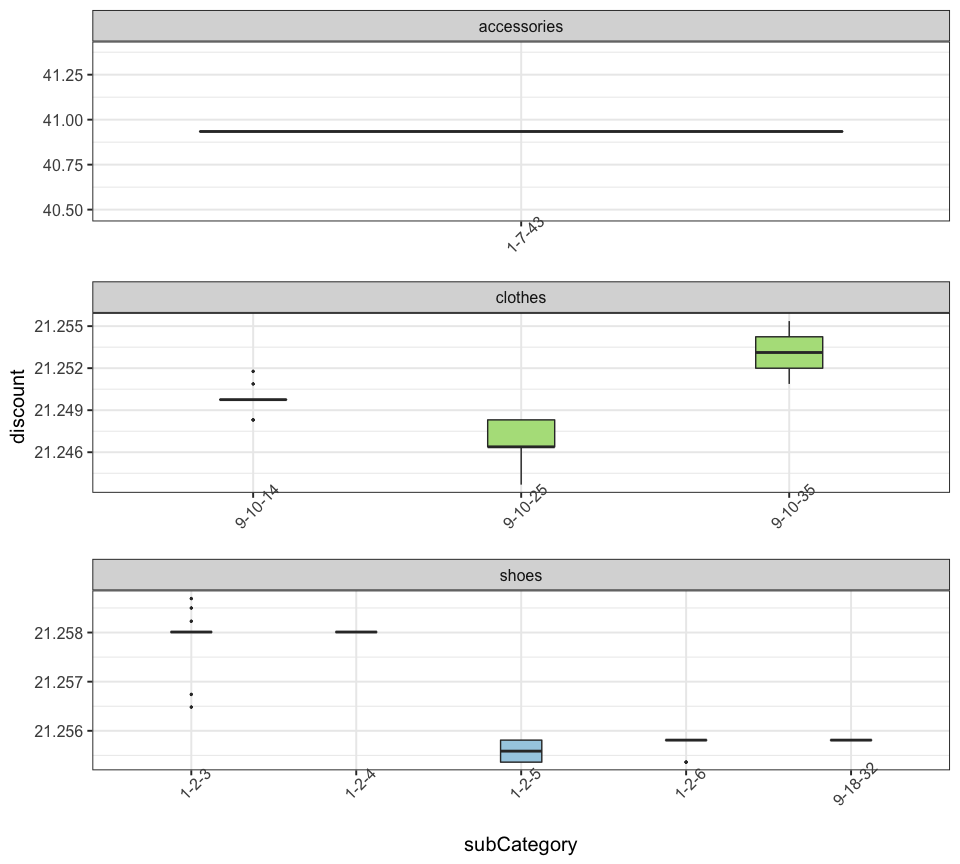 accessories
41.25
41.00
40.75
40.50
1-7-43
clothes
21.255
21.252
21.249
21.246
9-10-14 9-10-25 9-10-35
discount
shoes
21.258
21.257
21.256
1-2-3 1-2-4 1-2-5 1-2-6 9-18-32
subCategory